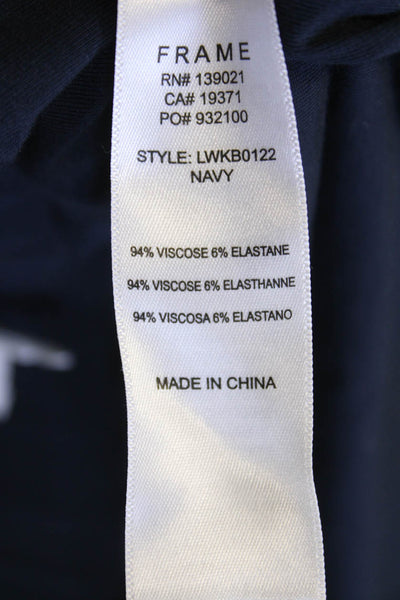 FRAME
RN# 139021
CA# 19371
PO# 932100
STYLE: LWKB0122
NAVY
94% VISCOSE 6% ELASTANE
94% VISCOSE 6% ELASTHANNE
94% VISCOSA 6% ELASTANO
MADE IN CHINA